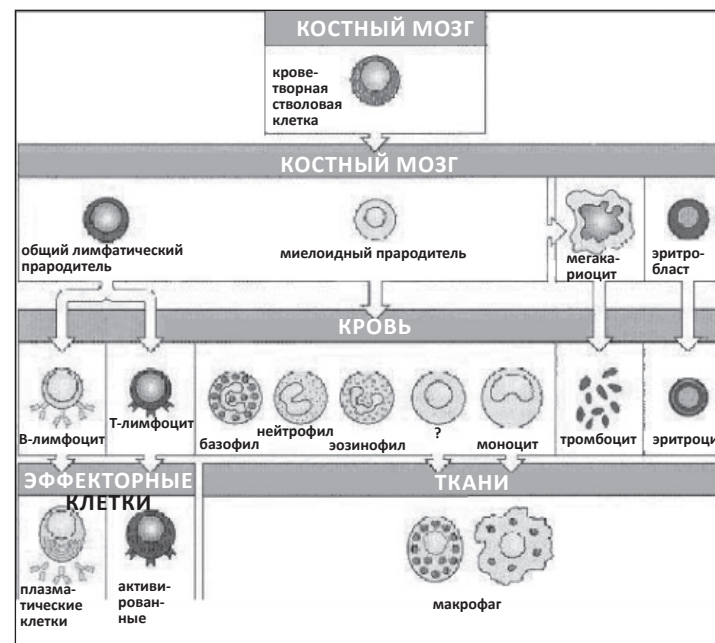 КОСТНЫЙ МОЗГ
крове-
творная
стволовая
клетка
КОСТНЫЙ МОЗГ
общий лимфатический
прародитель
миелоидный прародитель
мегака-
риоцит
эритро-
бласт
КРОВЬ
В-лимфоцит
Т-лимфоцит
базофил
нейтрофил
эозинофил
?
моноцит
тромбоцит
эритроци
ЭФФЕКТОРНЫЕ
КЛЕТКИ
ТКАНИ
плазма-
тические
клетки
активи-
рован-
ные
макрофаг